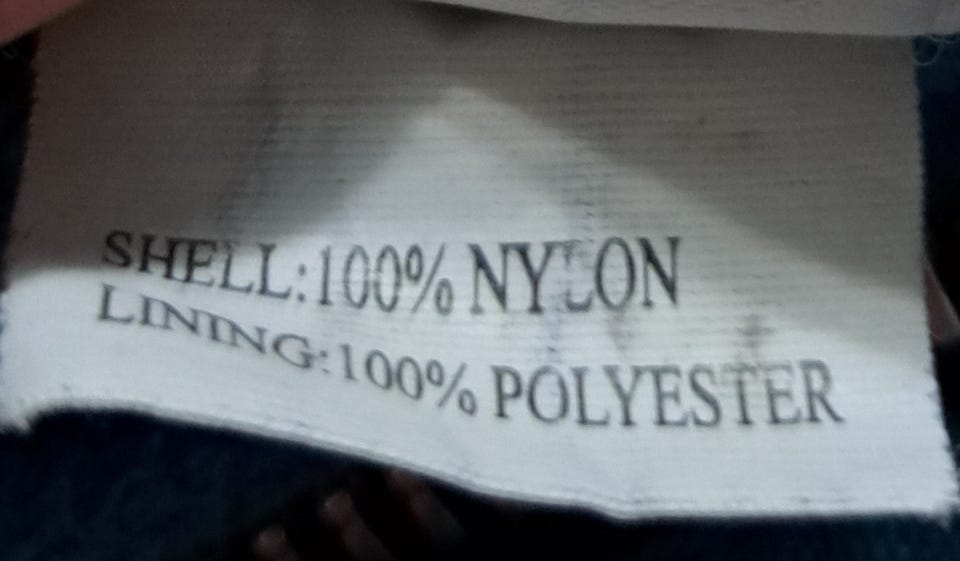 SHELL:100% NYLON
LINING:100% POLYESTER